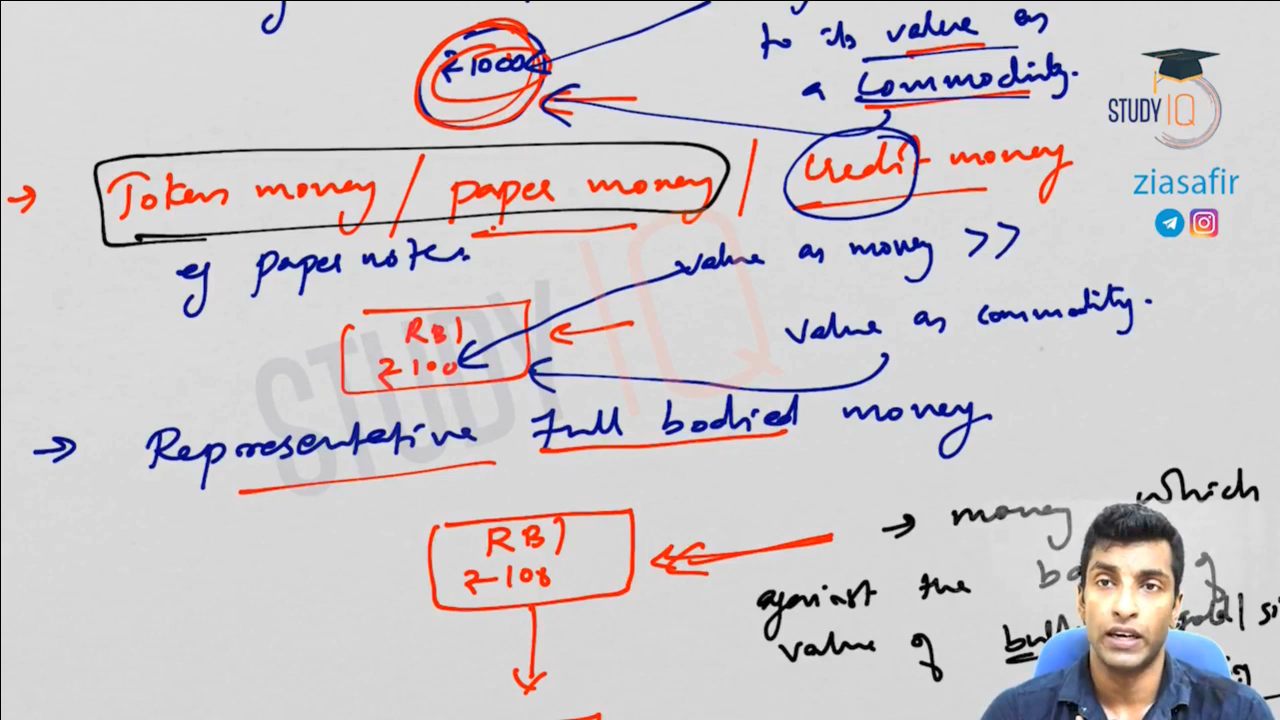 ₹1000
to its value as
a commodity.
STUDY IQ
ziasafir
→ Token money / paper money / Credit money
eg paper notes.
value as money >>
value as commodity.
RBI
₹100
→ Representative Full bodied money
RBI
₹100
→ money which
against the
value of
STUDY IQ